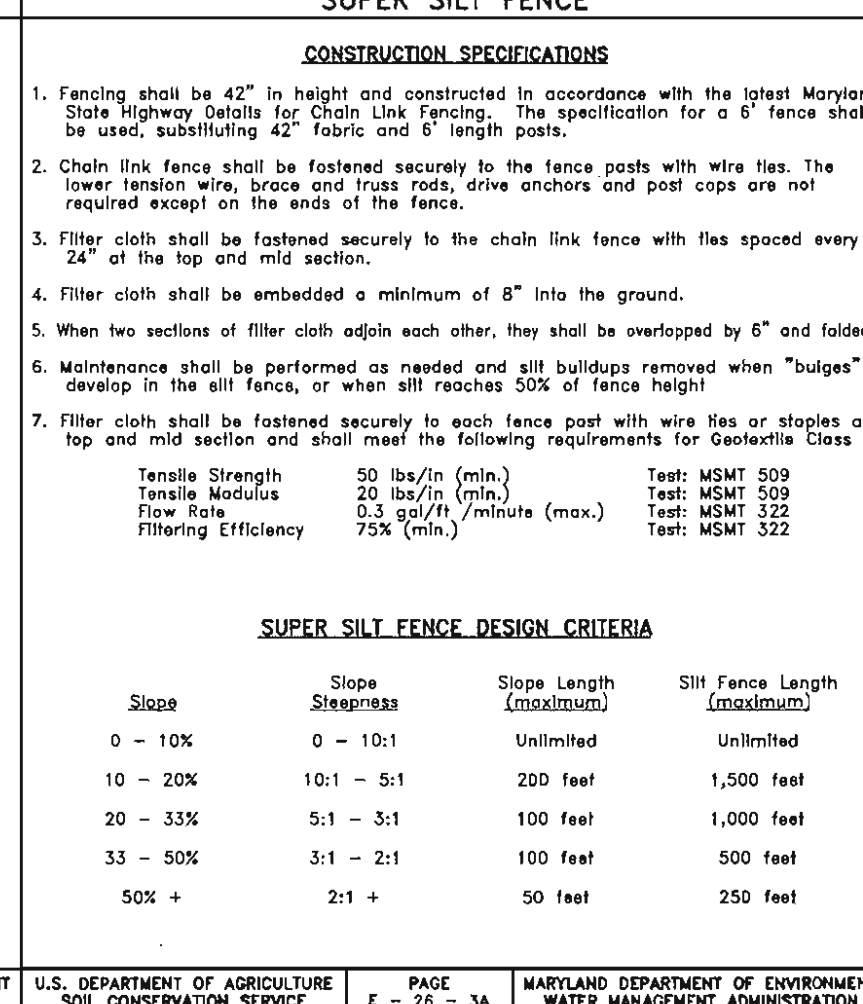 SUPER SILT FENCE
CONSTRUCTION SPECIFICATIONS
1. Fencing shall be 42" in height and constructed in accordance with the latest Marylan
State Highway Details for Chain Link Fencing. The specification for a 6' fence shal
be used, substituting 42" fabric and 6' length posts.
2. Chain link fence shall be fastened securely to the fence posts with wire ties. The
lower tension wire, brace and truss rods, drive anchors and post caps are not
required except on the ends of the fence.
3. Filter cloth shall be fastened securely to the chain link fence with ties spaced every
24" at the top and mid section.
4. Filter cloth shall be embedded a minimum of 8" into the ground.
5. When two sections of filter cloth adjoin each other, they shall be overlapped by 6" and folde
6. Maintenance shall be performed as needed and silt buildups removed when "bulges"
develop in the silt fence, or when silt reaches 50% of fence height
7. Filter cloth shall be fastened securely to each fence post with wire ties or staples a
top and mid section and shall meet the following requirements for Geotextile Class
Tensile Strength 50 lbs/in (min.) Test: MSMT 509
Tensile Modulus 20 lbs/in (min.) Test: MSMT 509
Flow Rate 0.3 gal/ft /minute (max.) Test: MSMT 322
Filtering Efficiency 75% (min.) Test: MSMT 322
SUPER SILT FENCE DESIGN CRITERIA
Slope Slope Steepness Slope Length (maximum) Silt Fence Length (maximum)
0 - 10% 0 - 10:1 Unlimited Unlimited
10 - 20% 10:1 - 5:1 200 feet 1,500 feet
20 - 33% 5:1 - 3:1 100 feet 1,000 feet
33 - 50% 3:1 - 2:1 100 feet 500 feet
50% + 2:1 + 50 feet 250 feet
U.S. DEPARTMENT OF AGRICULTURE PAGE MARYLAND DEPARTMENT OF ENVIRONME
SOIL CONSERVATION SERVICE E - 26 - 3A WATER MANAGEMENT ADMINISTRATIO